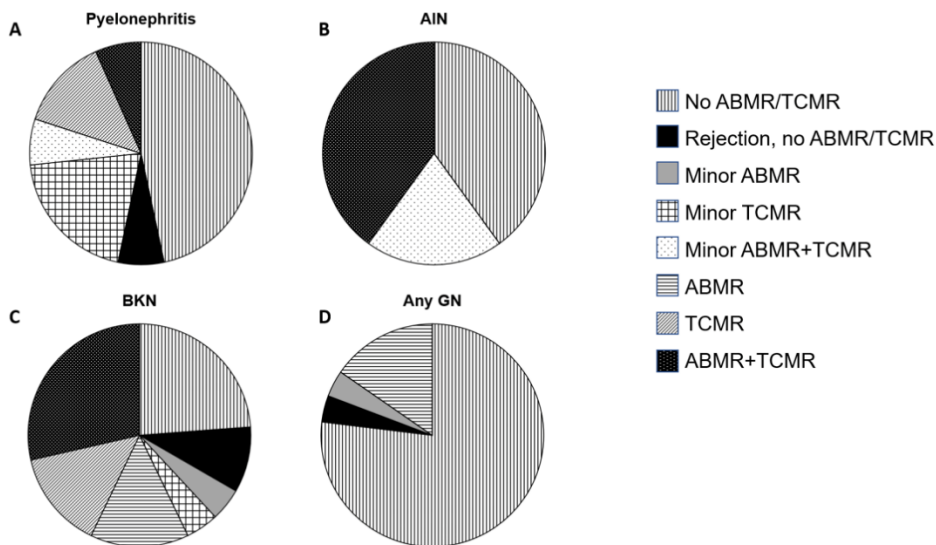 A
Pyelonephritis
B
AIN
C
BKN
D
Any GN
No ABMR/TCMR
Rejection, no ABMR/TCMR
Minor ABMR
Minor TCMR
Minor ABMR+TCMR
ABMR
TCMR
ABMR+TCMR